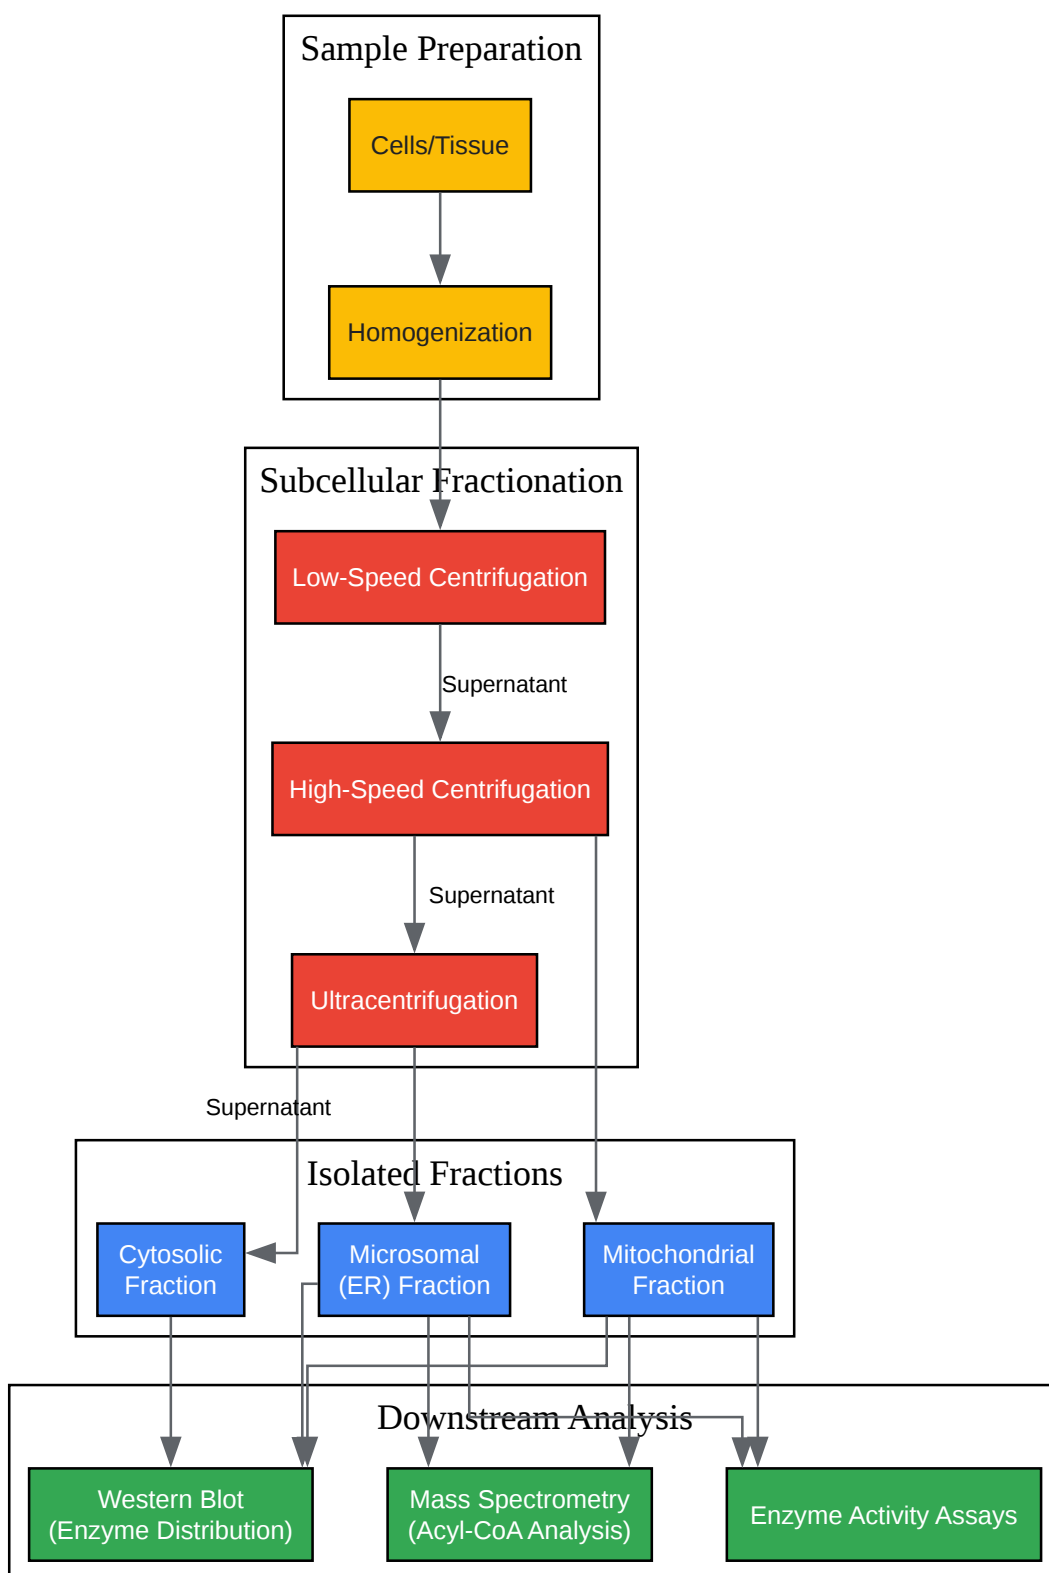 Sample Preparation
Cells/Tissue
Homogenization
Subcellular Fractionation
Low-Speed Centrifugation
Supernatant
High-Speed Centrifugation
Supernatant
Ultracentrifugation
Supernatant
Isolated Fractions
Cytosolic
Fraction
Microsomal
(ER) Fraction
Mitochondrial
Fraction
Downstream Analysis
Western Blot
(Enzyme Distribution)
Mass Spectrometry
(Acyl-CoA Analysis)
Enzyme Activity Assays